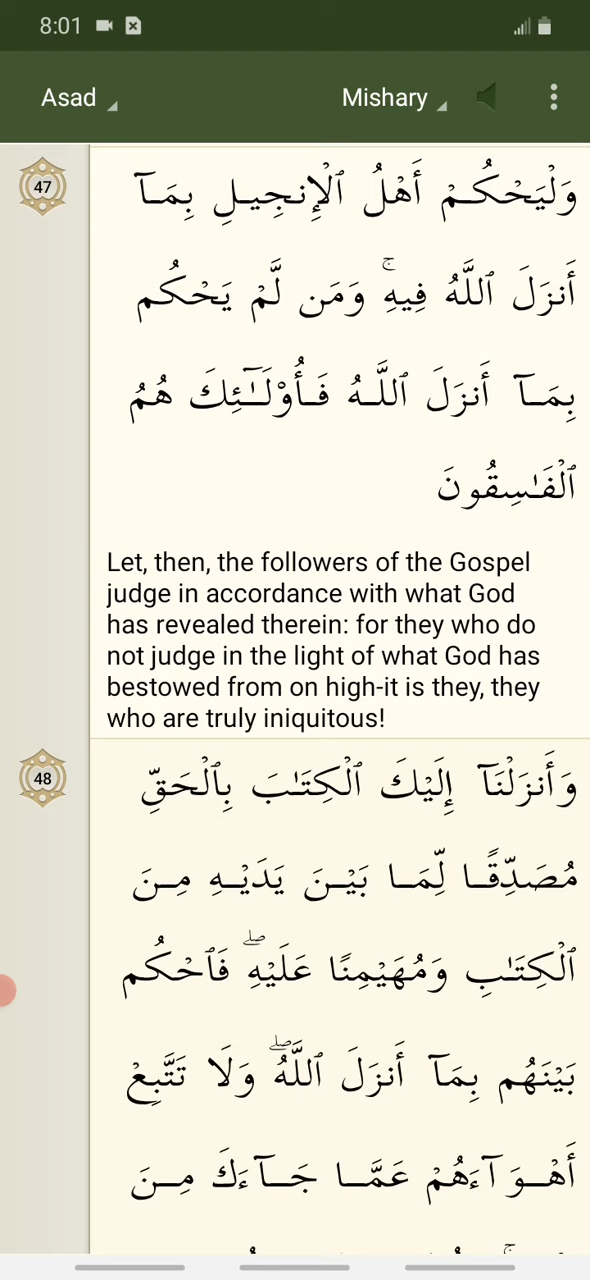 8:01
Asad
Mishary
47
وَلْيَحْكُمْ أَهْلُ ٱلْإِنجِيلِ بِمَآ
أَنزَلَ ٱللَّهُ فِيهِ ۚ وَمَن لَّمْ يَحْكُم
بِمَآ أَنزَلَ ٱللَّهُ فَأُو۟لَـٰٓئِكَ هُمُ
ٱلْفَـٰسِقُونَ
Let, then, the followers of the Gospel
judge in accordance with what God
has revealed therein: for they who do
not judge in the light of what God has
bestowed from on high-it is they, they
who are truly iniquitous!
48
وَأَنزَلْنَآ إِلَيْكَ ٱلْكِتَـٰبَ بِٱلْحَقِّ
مُصَدِّقًا لِّمَا بَيْنَ يَدَيْهِ مِنَ
ٱلْكِتَـٰبِ وَمُهَيْمِنًا عَلَيْهِ ۖ فَٱحْكُم
بَيْنَهُم بِمَآ أَنزَلَ ٱللَّهُ ۖ وَلَا تَتَّبِعْ
أَهْوَآءَهُمْ عَمَّا جَآءَكَ مِنَ